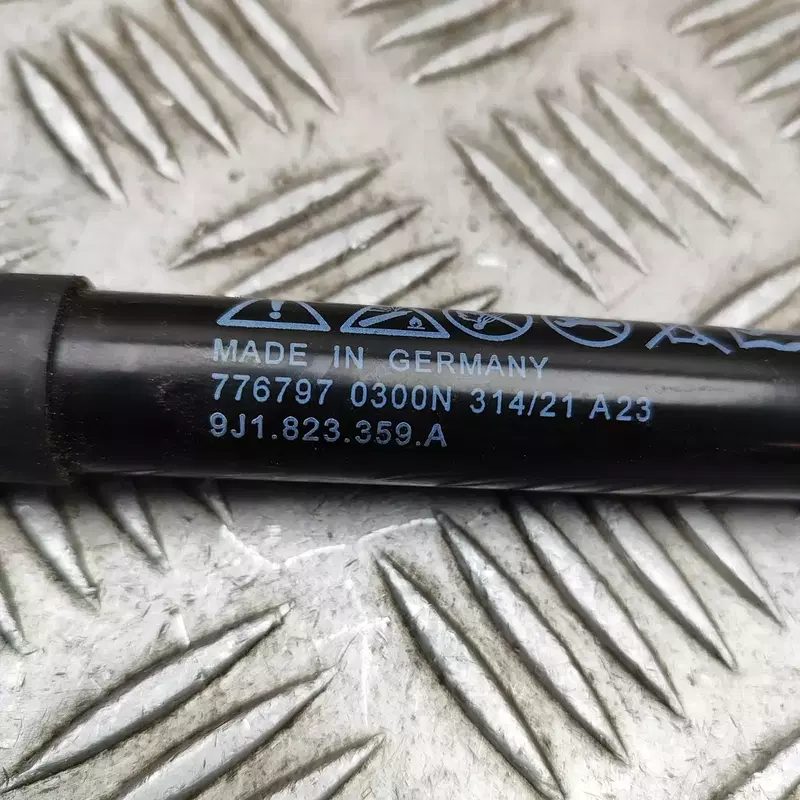 MADE IN GERMANY
776797 0300N 314/21 A23
9J1.823.359.A